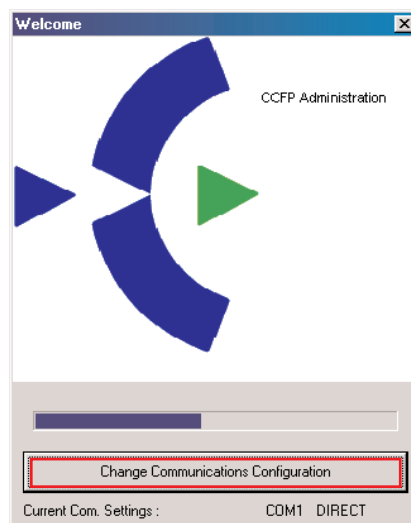 Welcome
CCFP Administration
Change Communications Configuration
Current Com. Settings : COM1 DIRECT